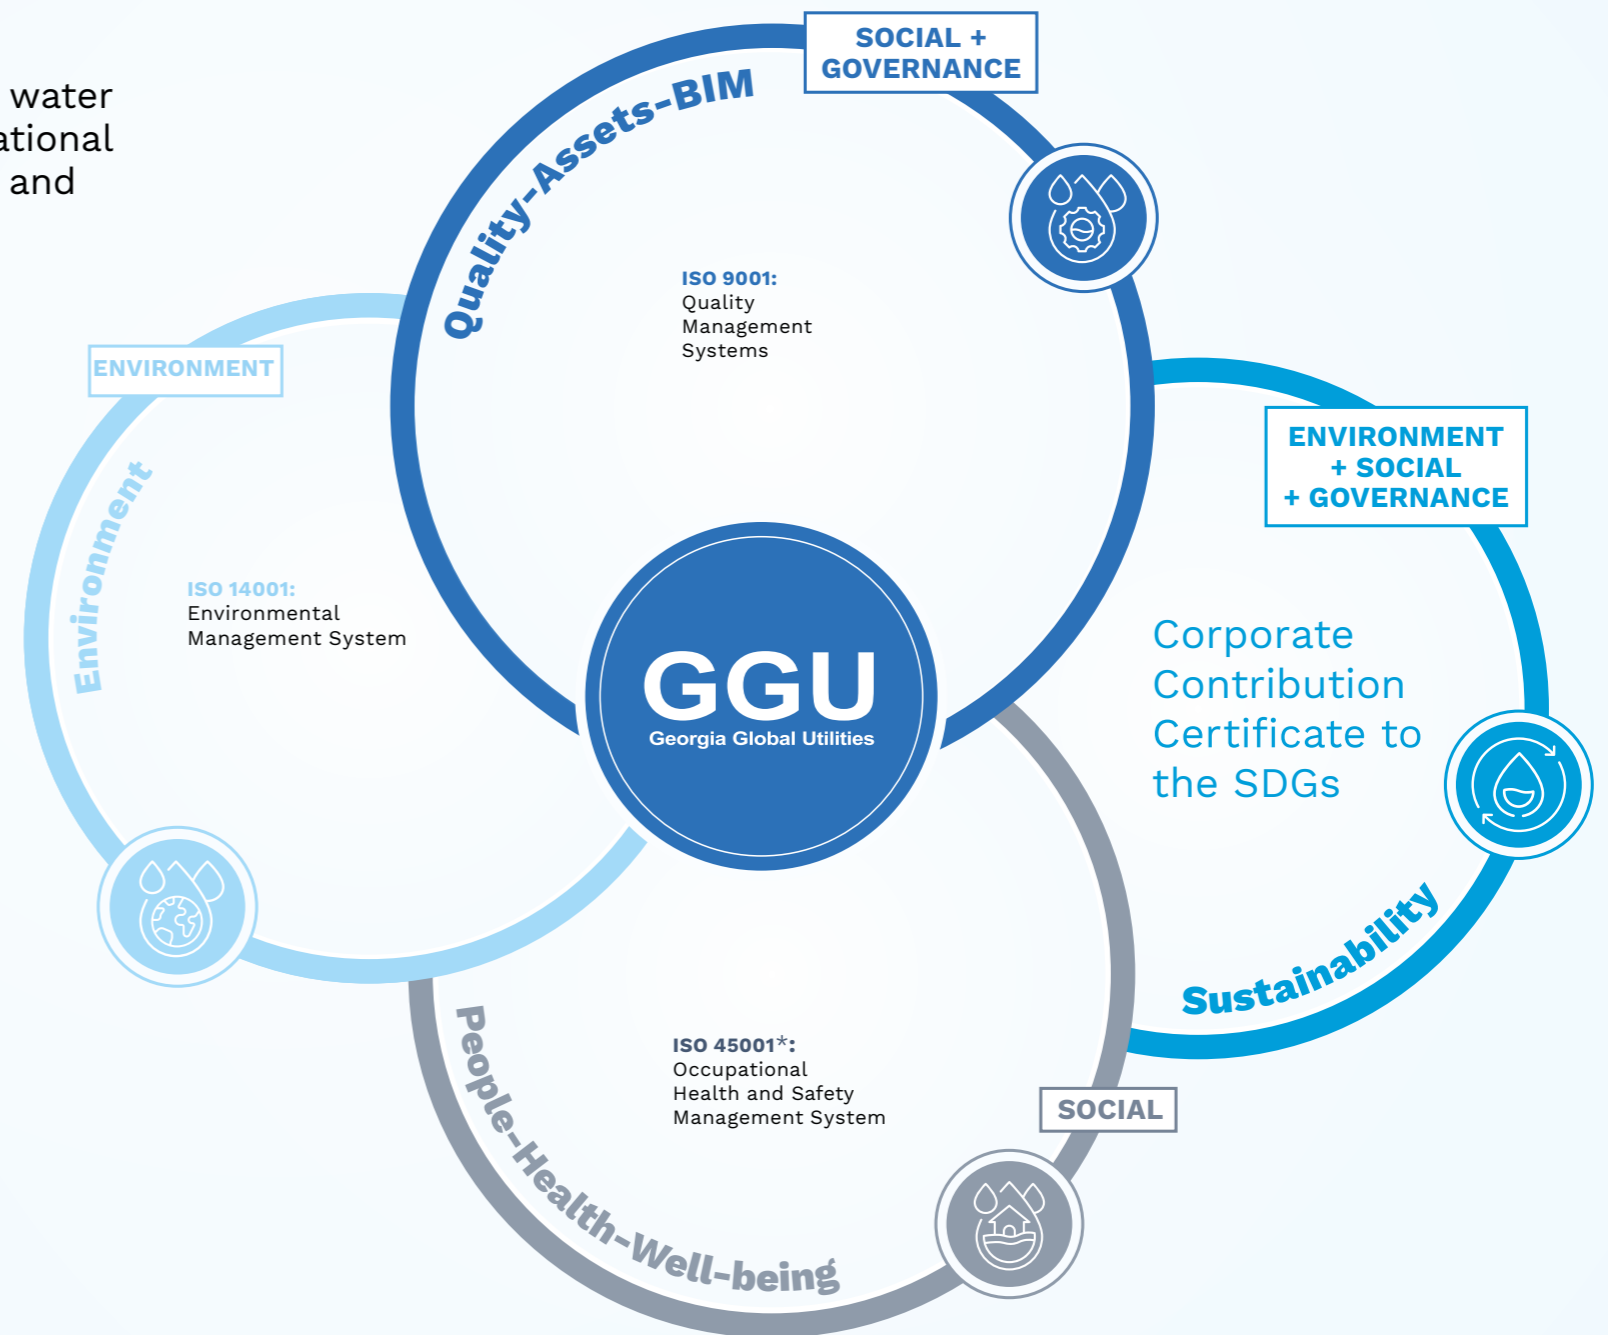 water
ational
and
SOCIAL +
GOVERNANCE
Quality-Assets-BIM
ISO 9001:
Quality
Management
Systems
ENVIRONMENT
Environment
ISO 14001:
Environmental
Management System
ENVIRONMENT
+ SOCIAL
+ GOVERNANCE
Corporate
Contribution
Certificate to
the SDGs
Sustainability
GGU
Georgia Global Utilities
ISO 45001*:
Occupational
Health and Safety
Management System
SOCIAL
People-Health-Well-being